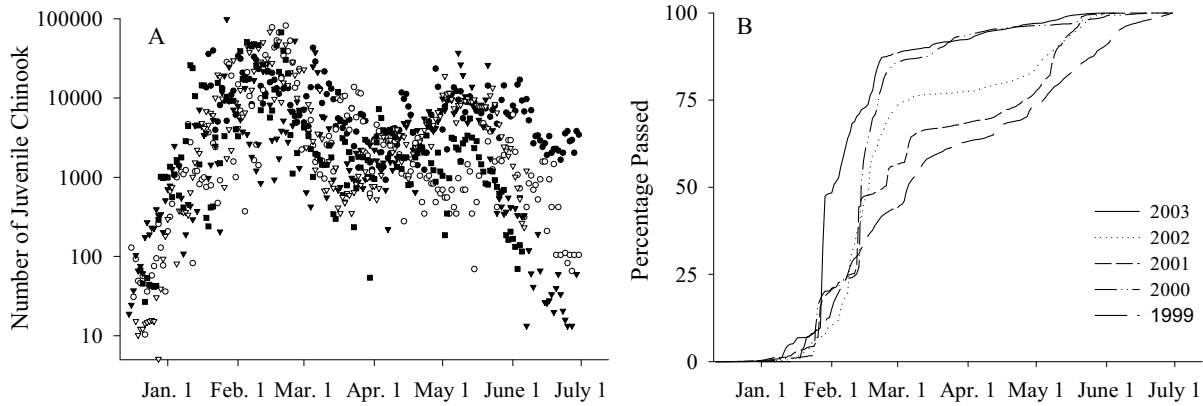 A
Number of Juvenile Chinook
100000
10000
1000
100
10
Jan. 1 Feb. 1 Mar. 1 Apr. 1 May 1 June 1 July 1
B
Percentage Passed
100
75
50
25
0
2003
2002
2001
2000
1999
Jan. 1 Feb. 1 Mar. 1 Apr. 1 May 1 June 1 July 1